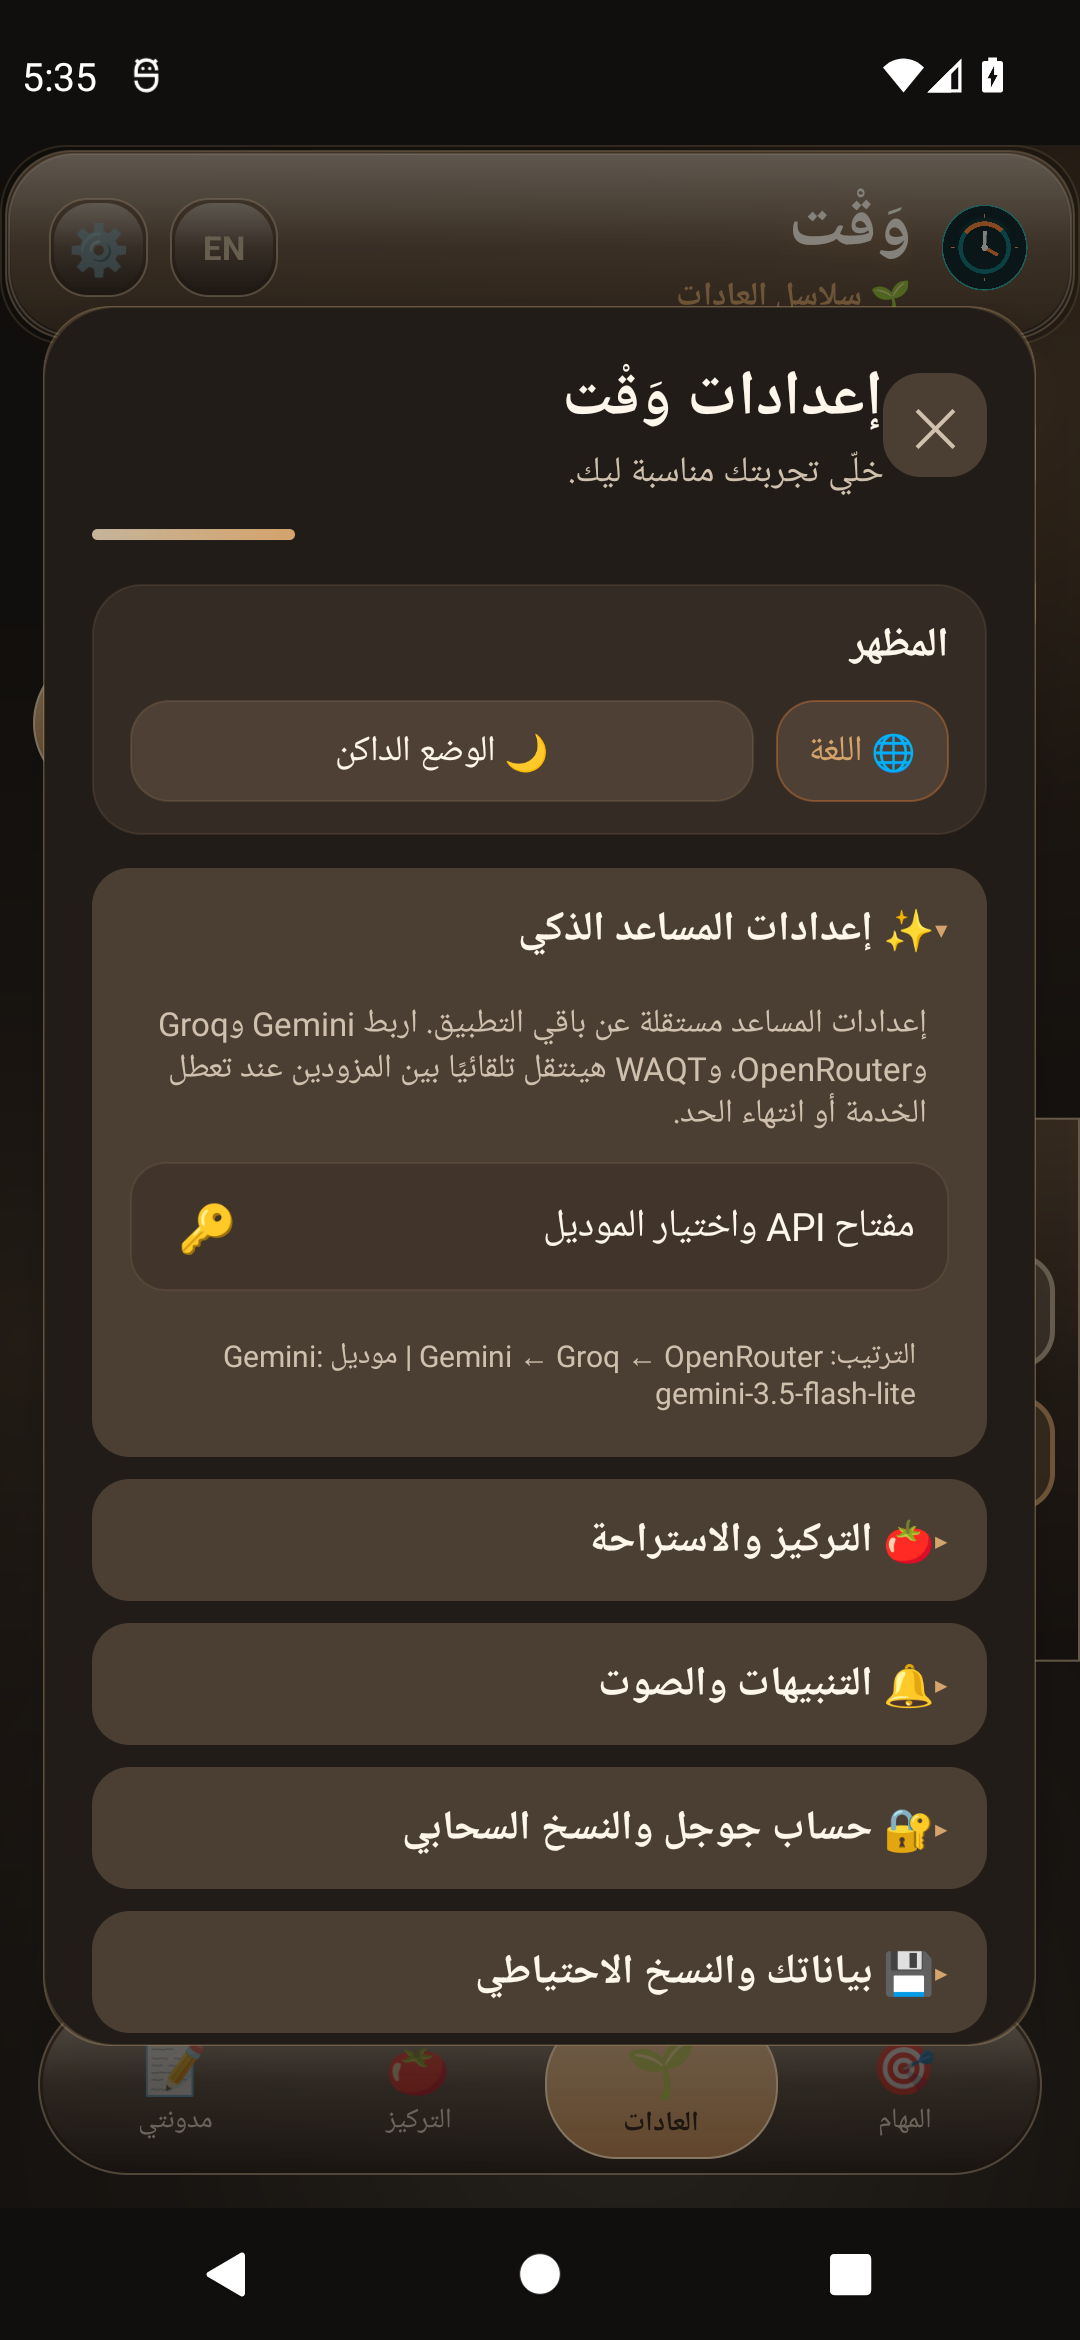 5:35
وَقْت
🌱 سلاسل العادات
EN
إعدادات وَقْت
خلّي تجربتك مناسبة ليك.
المظهر
🌐 اللغة
🌙 الوضع الداكن
✨ إعدادات المساعد الذكي
إعدادات المساعد مستقلة عن باقي التطبيق. اربط Gemini وGroq
وOpenRouter، وWAQT هينتقل تلقائيًا بين المزودين عند تعطل
الخدمة أو انتهاء الحد.
مفتاح API واختيار الموديل 🔑
الترتيب: Gemini ← Groq ← OpenRouter | موديل Gemini:
gemini-3.5-flash-lite
🍅 التركيز والاستراحة
🔔 التنبيهات والصوت
🔐 حساب جوجل والنسخ السحابي
💾 بياناتك والنسخ الاحتياطي
المهام
العادات
التركيز
مدونتي